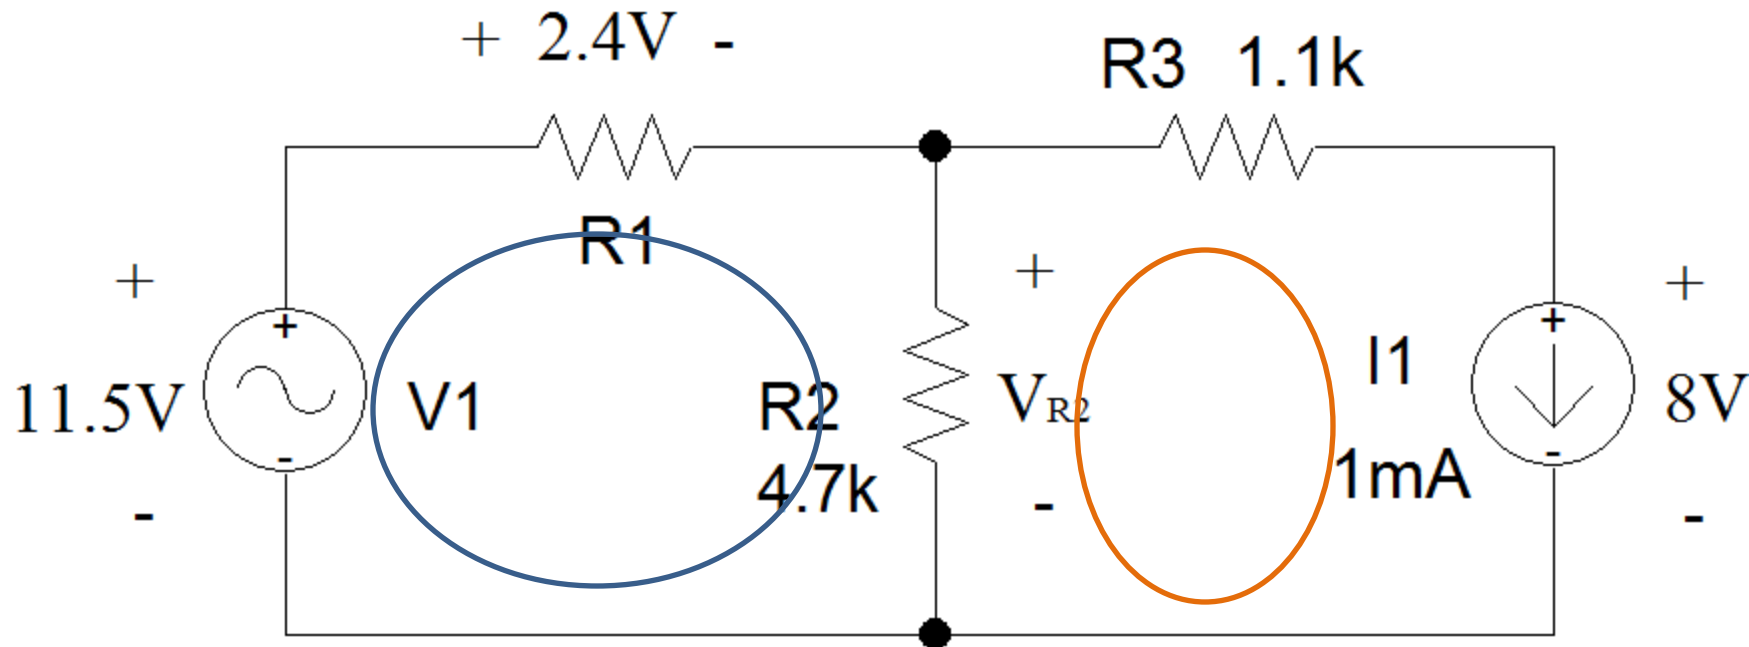 + 2.4V -
R3 1.1k
R1
+
+
-
11.5V
-
V1
R2
4.7k
+
VR2
-
I1
1mA
+
-
+
8V
-